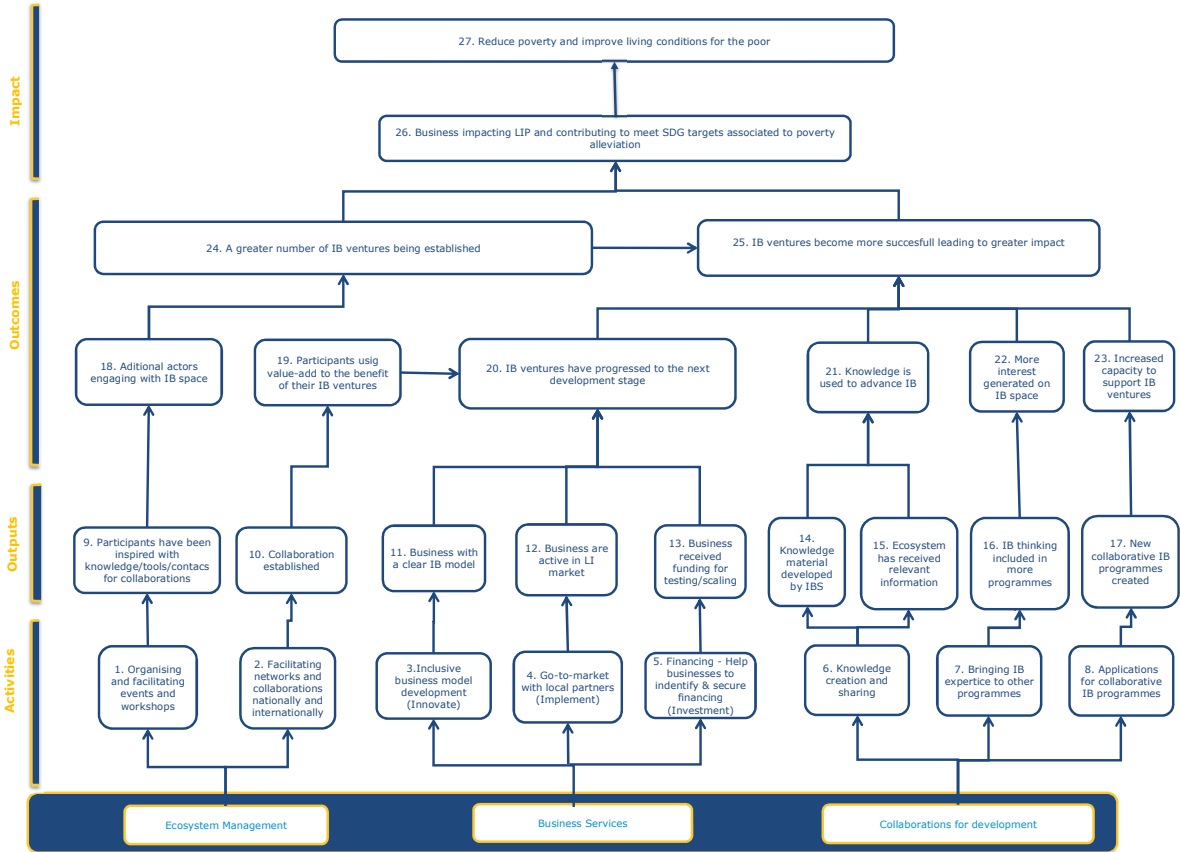 27. Reduce poverty and improve living conditions for the poor
Impact
26. Business impacting LIP and contributing to meet SDG targets associated to poverty
alleviation
24. A greater number of IB ventures being established
25. IB ventures become more succesfull leading to greater impact
Outcomes
18. Aditional actors
engaging with IB space
19. Participants usig
value-add to the benefit
of their IB ventures
20. IB ventures have progressed to the next
development stage
21. Knowledge is
used to advance IB
22. More
interest
generated on
IB space
23. Increased
capacity to
support IB
ventures
Outputs
9. Participants have been
inspired with
knowledge/tools/contacs
for collaborations
10. Collaboration
established
11. Business with
a clear IB model
12. Business are
active in LI
market
13. Business
received
funding for
testing/scaling
14.
Knowledge
material
developed
by IBS
15. Ecosystem
has received
relevant
information
16. IB thinking
included in
more
programmes
17. New
collaborative IB
programmes
created
Activities
1. Organising
and facilitating
events and
workshops
2. Facilitating
networks and
collaborations
nationally and
internationally
3.Inclusive
business model
development
(Innovate)
4. Go-to-market
with local partners
(Implement)
5. Financing - Help
businesses to
indentify & secure
financing
(Investment)
6. Knowledge
creation and
sharing
7. Bringing IB
expertice to other
programmes
8. Applications
for collaborative
IB programmes
Ecosystem Management
Business Services
Collaborations for development